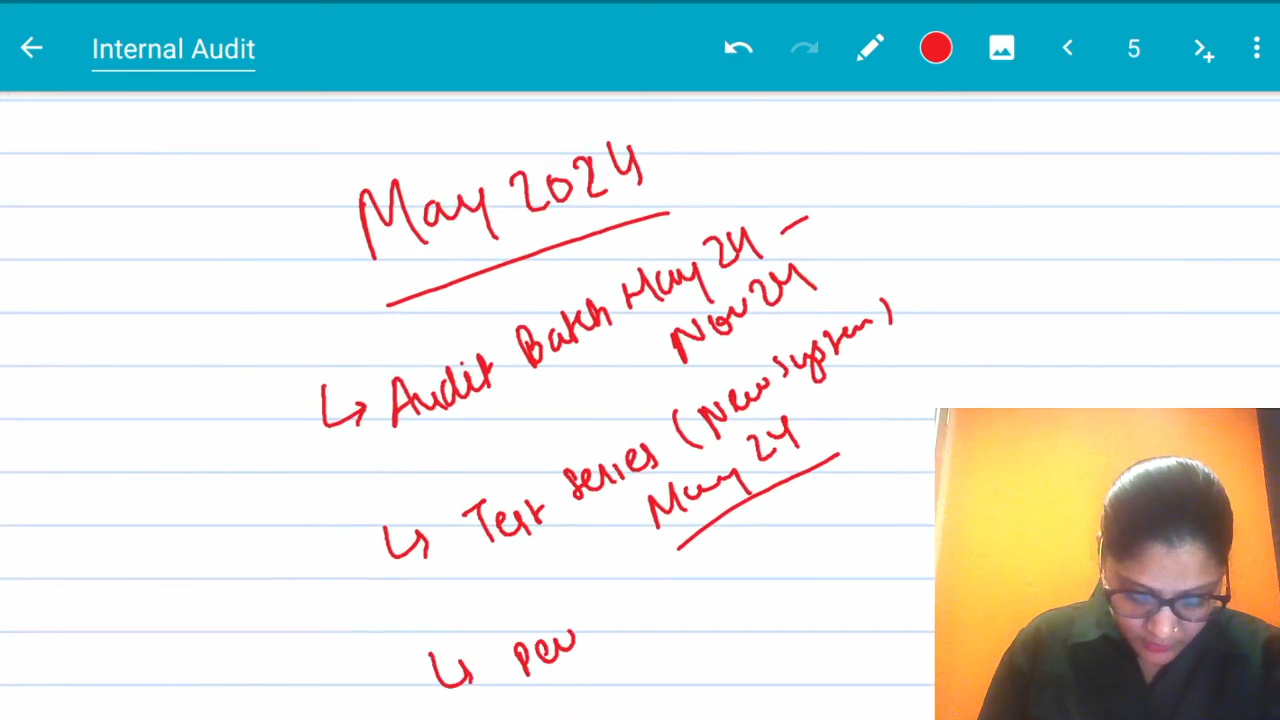 Internal Audit
5
May 2024
↳ Audit Batch May 24 –
Nov 24
↳ Test Series (New system)
May 24
↳ pen